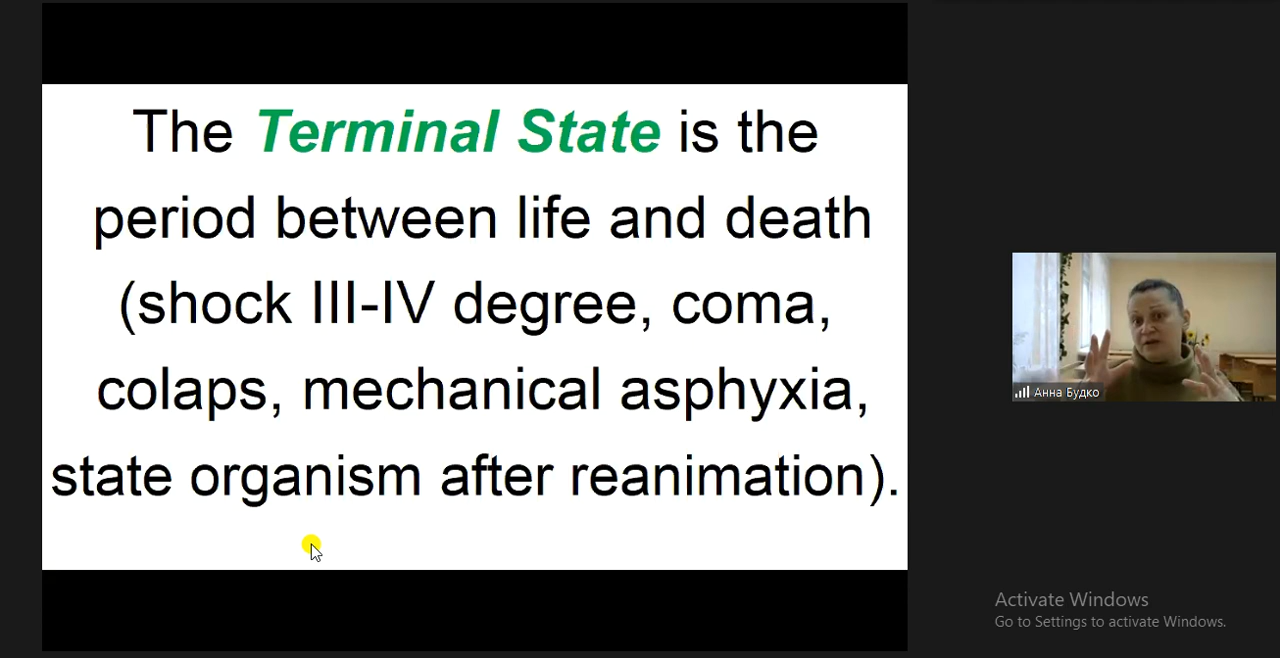 The Terminal State is the
period between life and death
(shock III-IV degree, coma,
colaps, mechanical asphyxia,
state organism after reanimation).
Анна Будко
Activate Windows
Go to Settings to activate Windows.